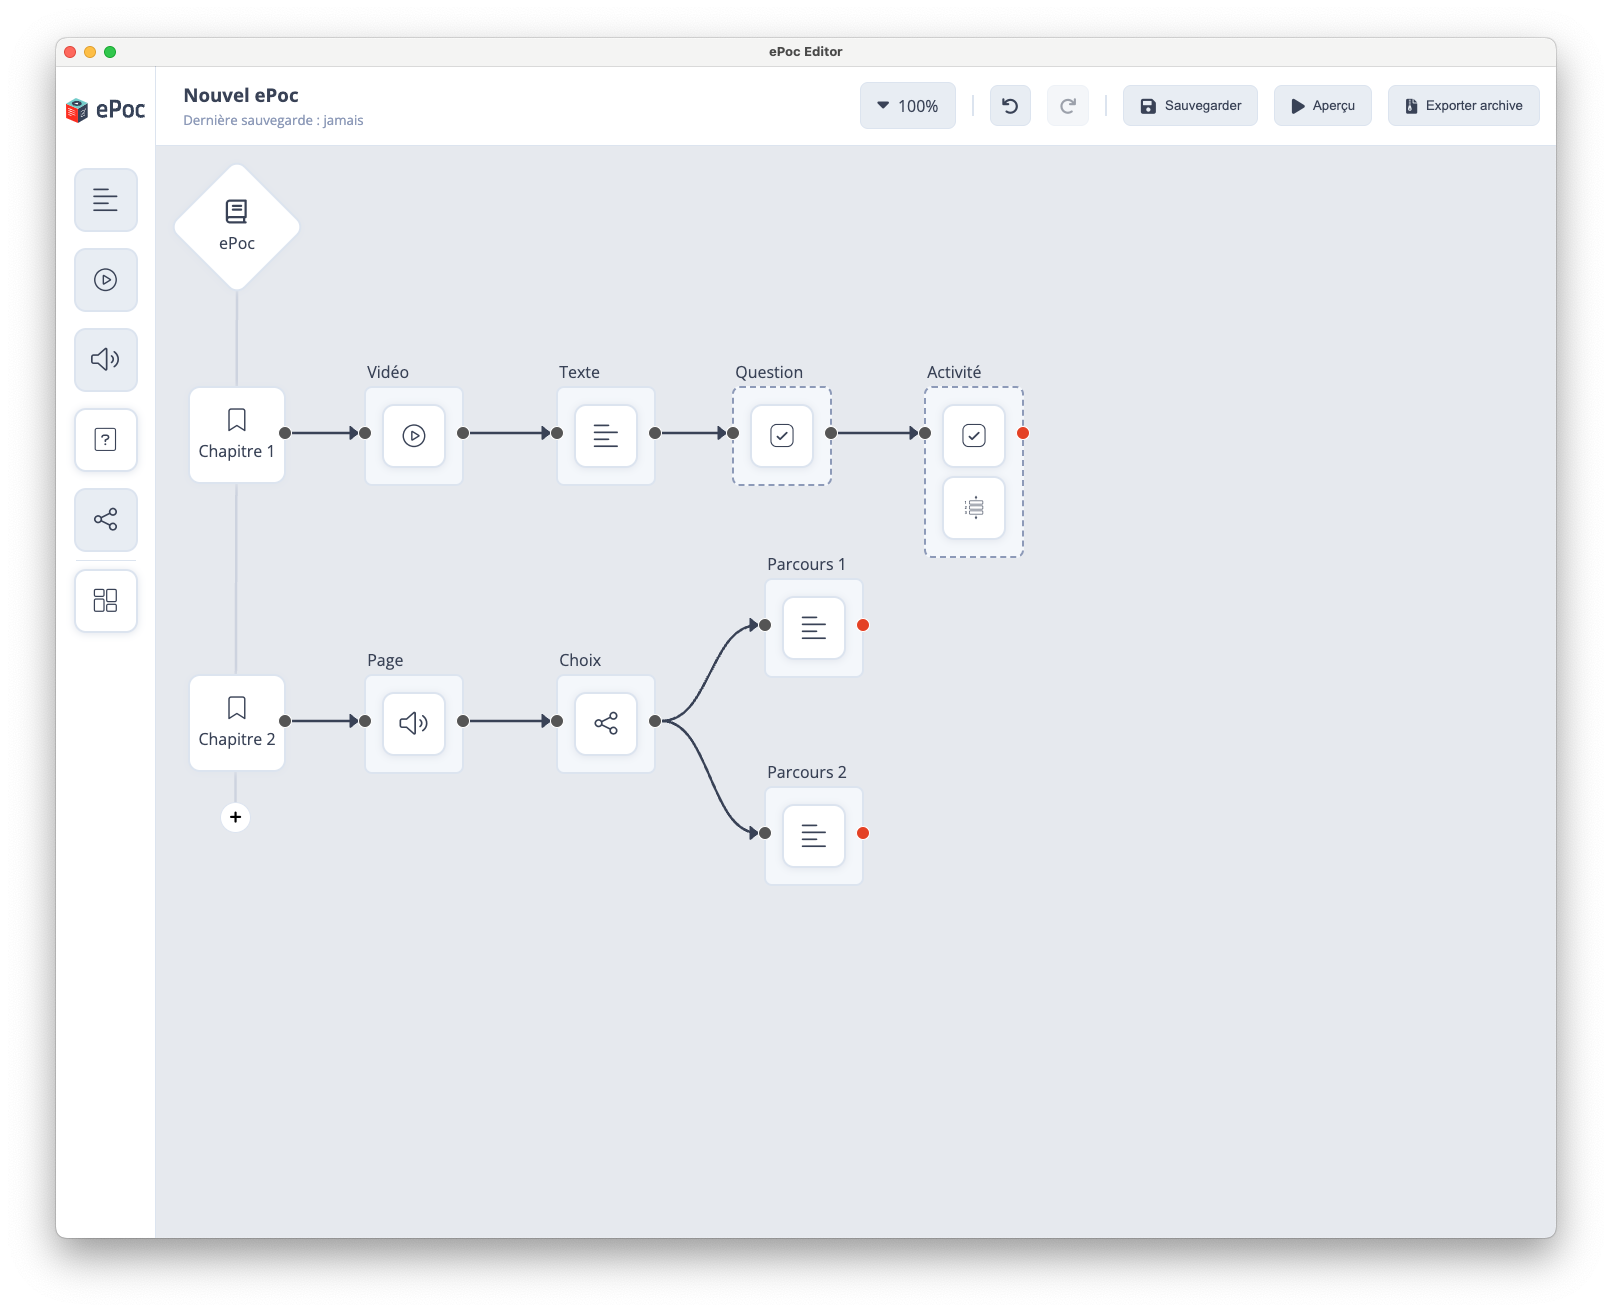 ePoc Editor
ePoc
Nouvel ePoc
Dernière sauvegarde : jamais
100%
Sauvegarder
Aperçu
Exporter archive
ePoc
Vidéo
Texte
Question
Activité
Chapitre 1
?
Parcours 1
Page
Choix
Chapitre 2
Parcours 2
+